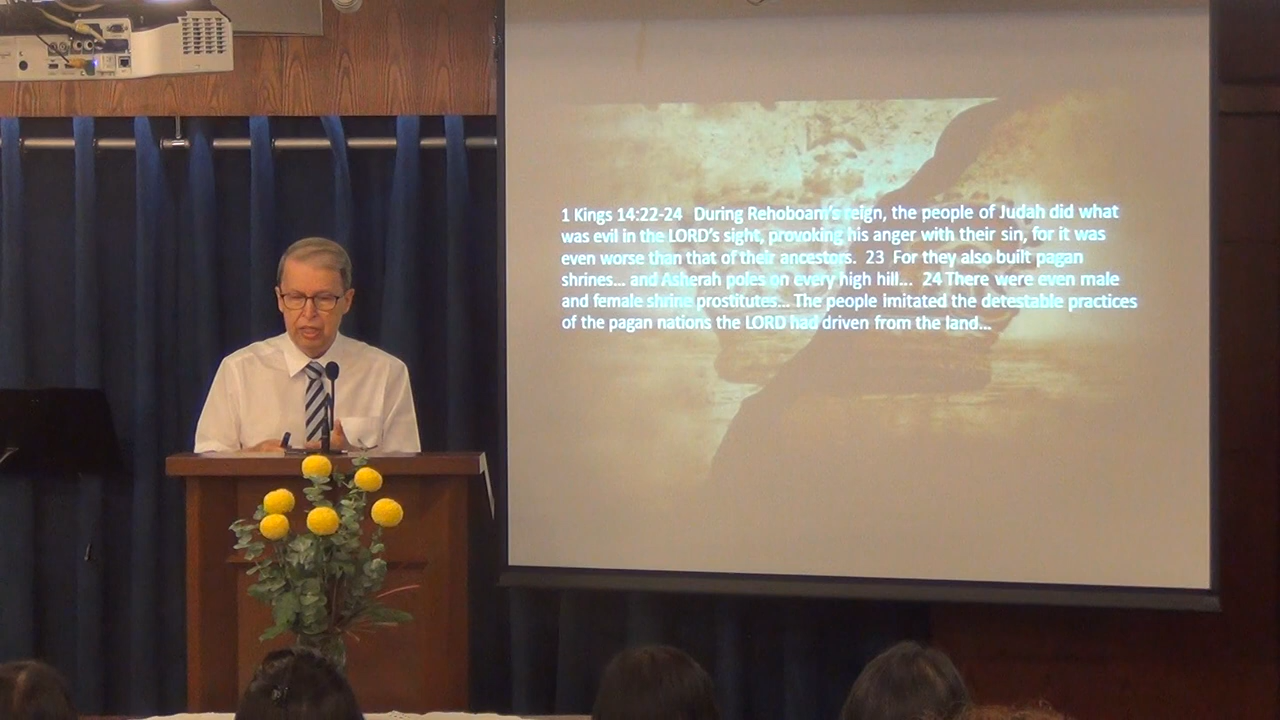 1 Kings 14:22-24 During Rehoboam's reign, the people of Judah did what
was evil in the LORD's sight, provoking his anger with their sin, for it was
even worse than that of their ancestors. 23 For they also built pagan
shrines... and Asherah poles on every high hill... 24 There were even male
and female shrine prostitutes... The people imitated the detestable practices
of the pagan nations the LORD had driven from the land...